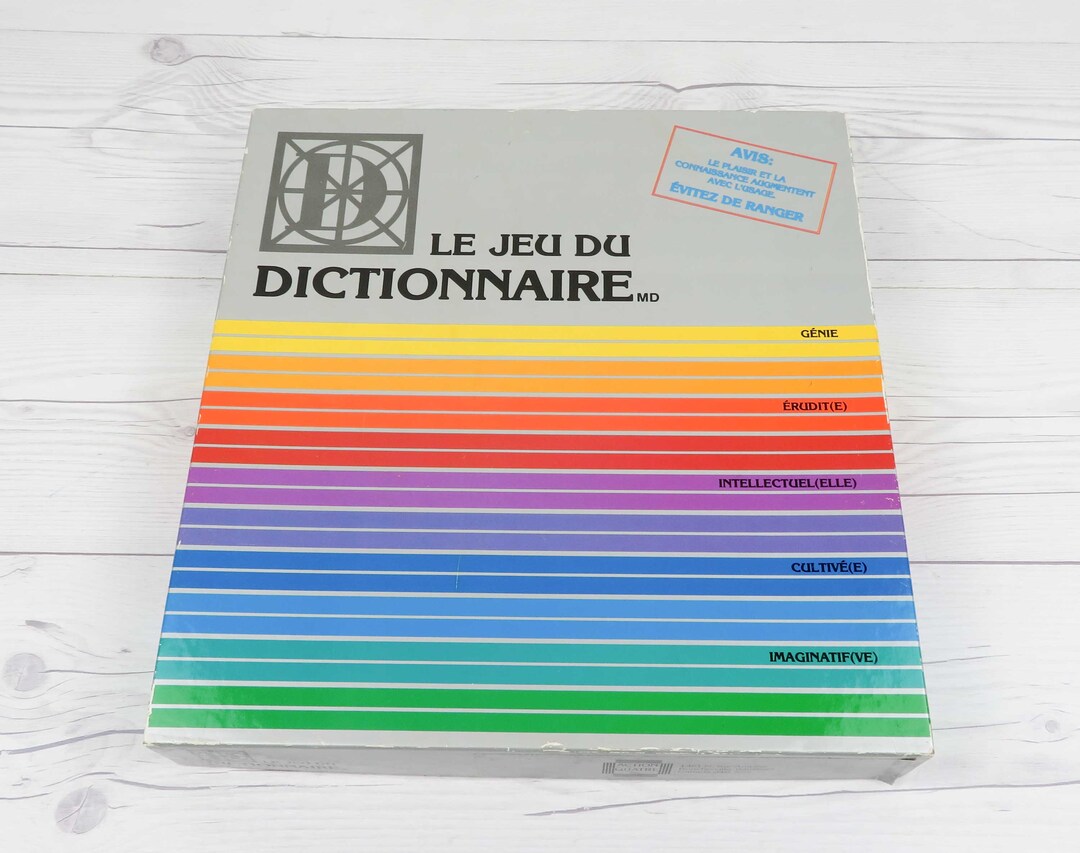 D
AVIS:
LE PLAISIR ET LA
CONNAISSANCE AUGMENTENT
AVEC L'USAGE.
ÉVITEZ DE RANGER
LE JEU DU
DICTIONNAIREMD
GÉNIE
ÉRUDIT(E)
INTELLECTUEL(ELLE)
CULTIVÉ(E)
IMAGINATIF(VE)
DICTIONNAIRE